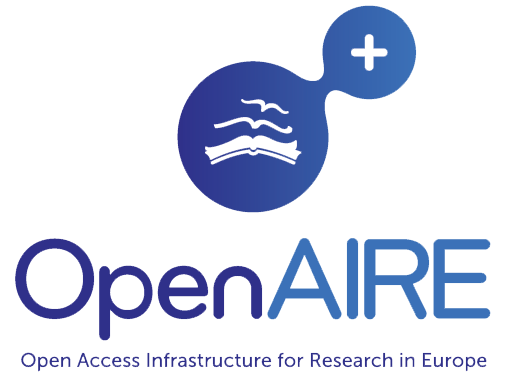 +
OpenAIRE
Open Access Infrastructure for Research in Europe